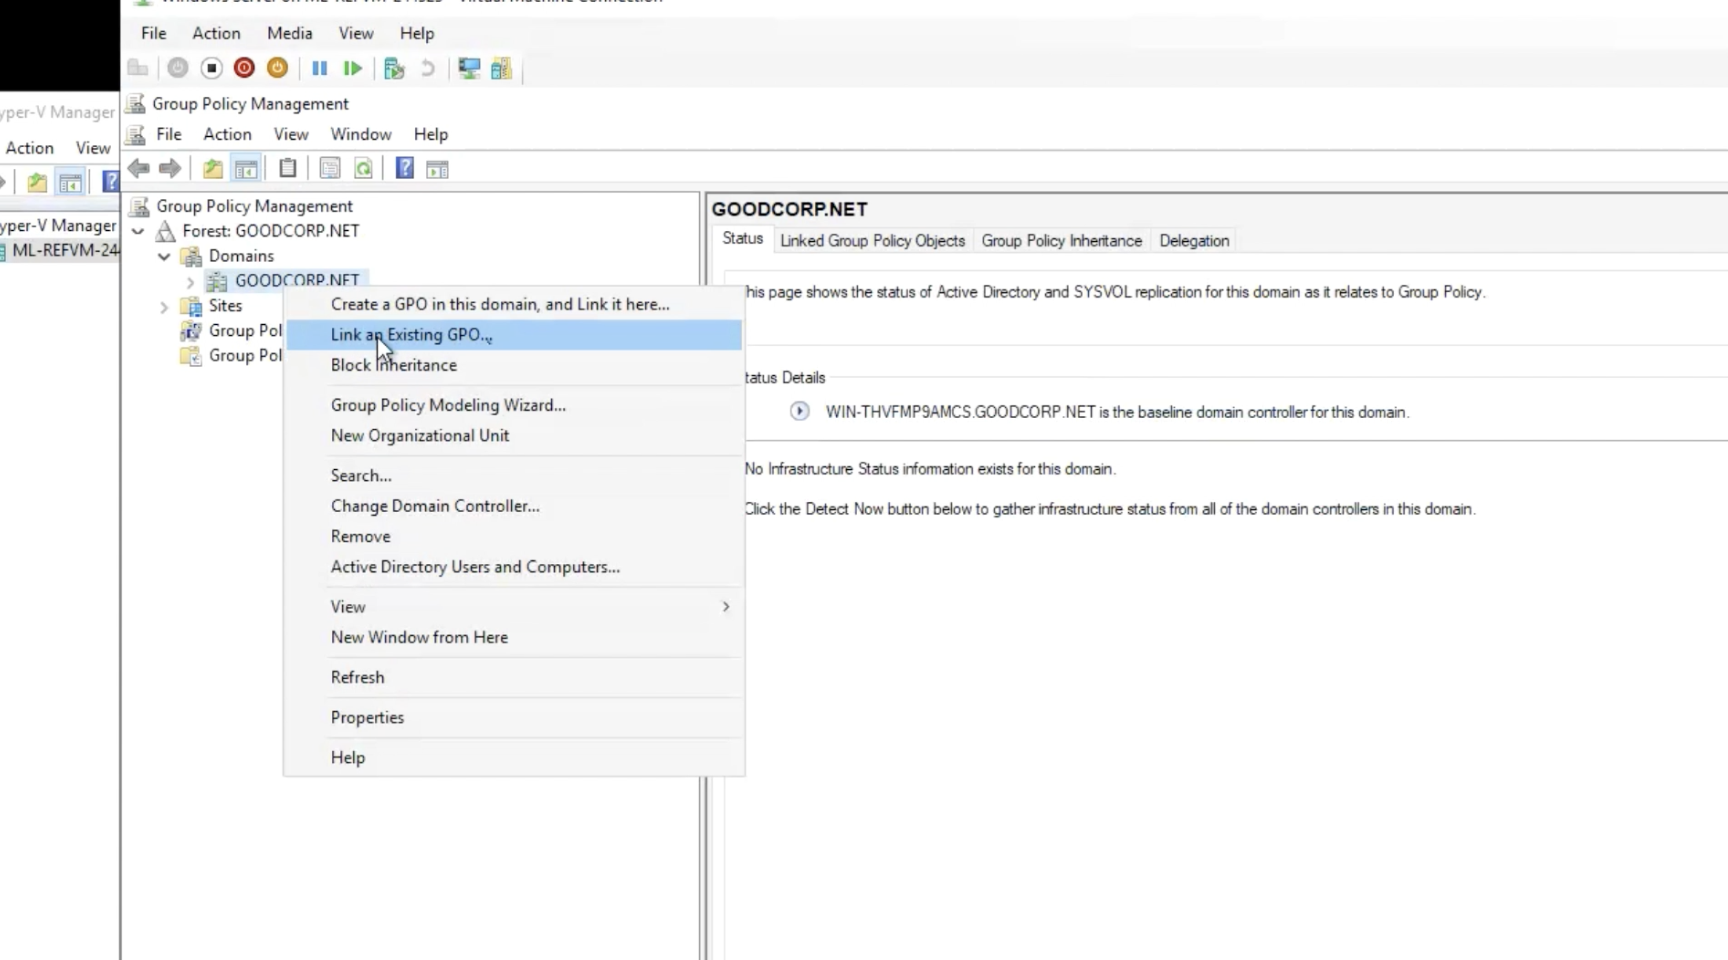 File Action Media View Help
yper-V Manager
Action View
yper-V Manager
ML-REFVM-24
Group Policy Management
File Action View Window Help
Group Policy Management
Forest: GOODCORP.NET
Domains
GOODCORP.NET
Sites
Group Pol
Group Pol
Create a GPO in this domain, and Link it here...
Link an Existing GPO...
Block Inheritance
Group Policy Modeling Wizard...
New Organizational Unit
Search...
Change Domain Controller...
Remove
Active Directory Users and Computers...
View
New Window from Here
Refresh
Properties
Help
GOODCORP.NET
Status Linked Group Policy Objects Group Policy Inheritance Delegation
his page shows the status of Active Directory and SYSVOL replication for this domain as it relates to Group Policy.
tatus Details
WIN-THVFMP9AMCS.GOODCORP.NET is the baseline domain controller for this domain.
No Infrastructure Status information exists for this domain.
Click the Detect Now button below to gather infrastructure status from all of the domain controllers in this domain.